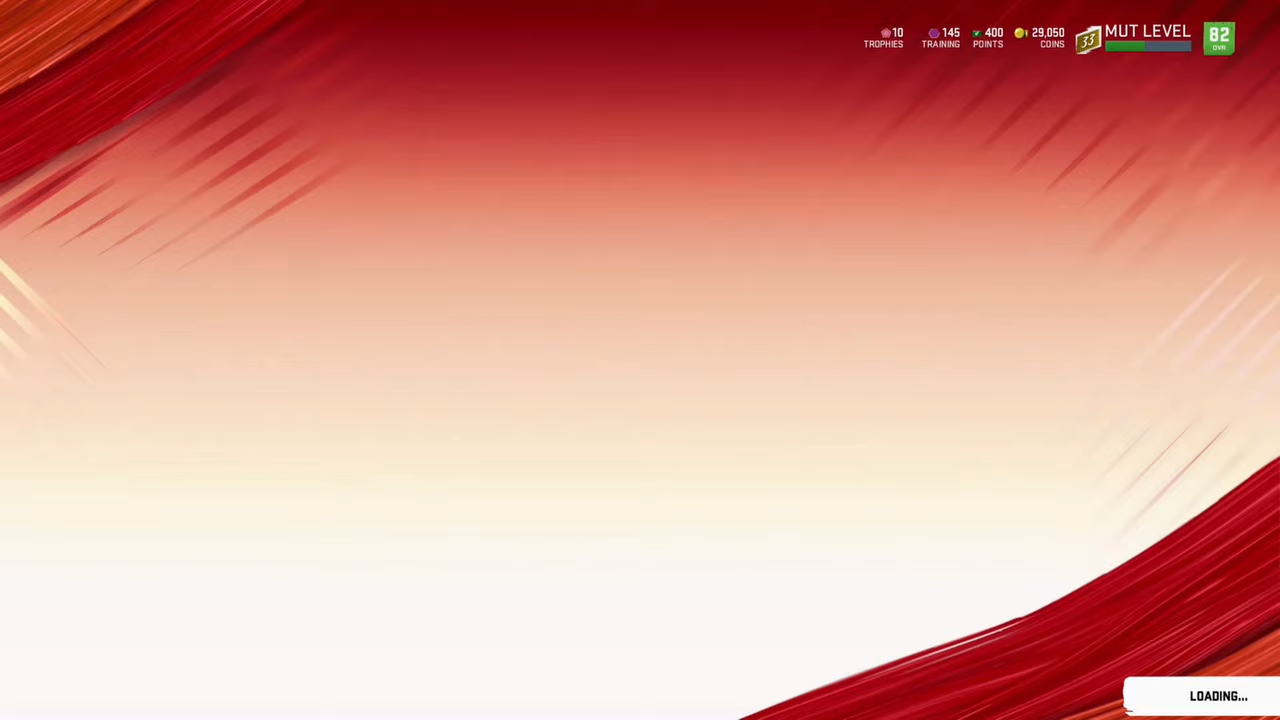 10
TROPHIES
145
TRAINING
400
POINTS
29,050
COINS
33
MUT LEVEL
82
OVR
LOADING...